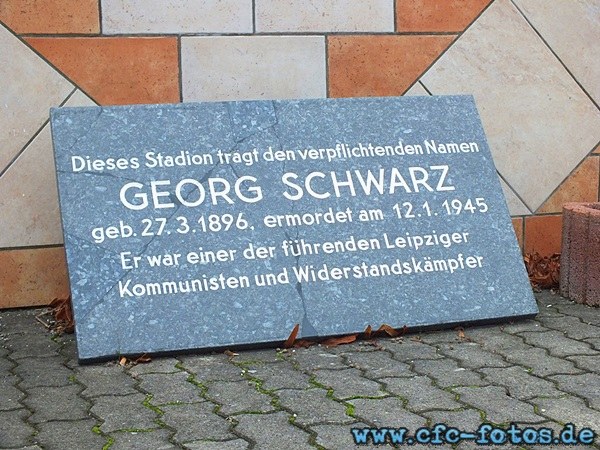 Dieses Stadion tragt den verpflichtenden Namen
GEORG SCHWARZ
geb. 27.3.1896, ermordet am 12.1.1945
Er war einer der führenden Leipziger
Kommunisten und Widerstandskämpfer
www.cfc-fotos.de